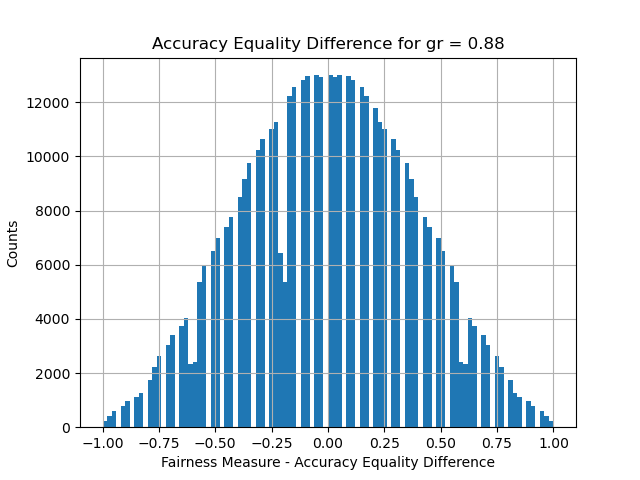 Accuracy Equality Difference for gr = 0.88
12000
10000
8000
6000
4000
2000
0
Counts
−1.00 −0.75 −0.50 −0.25 0.00 0.25 0.50 0.75 1.00
Fairness Measure - Accuracy Equality Difference